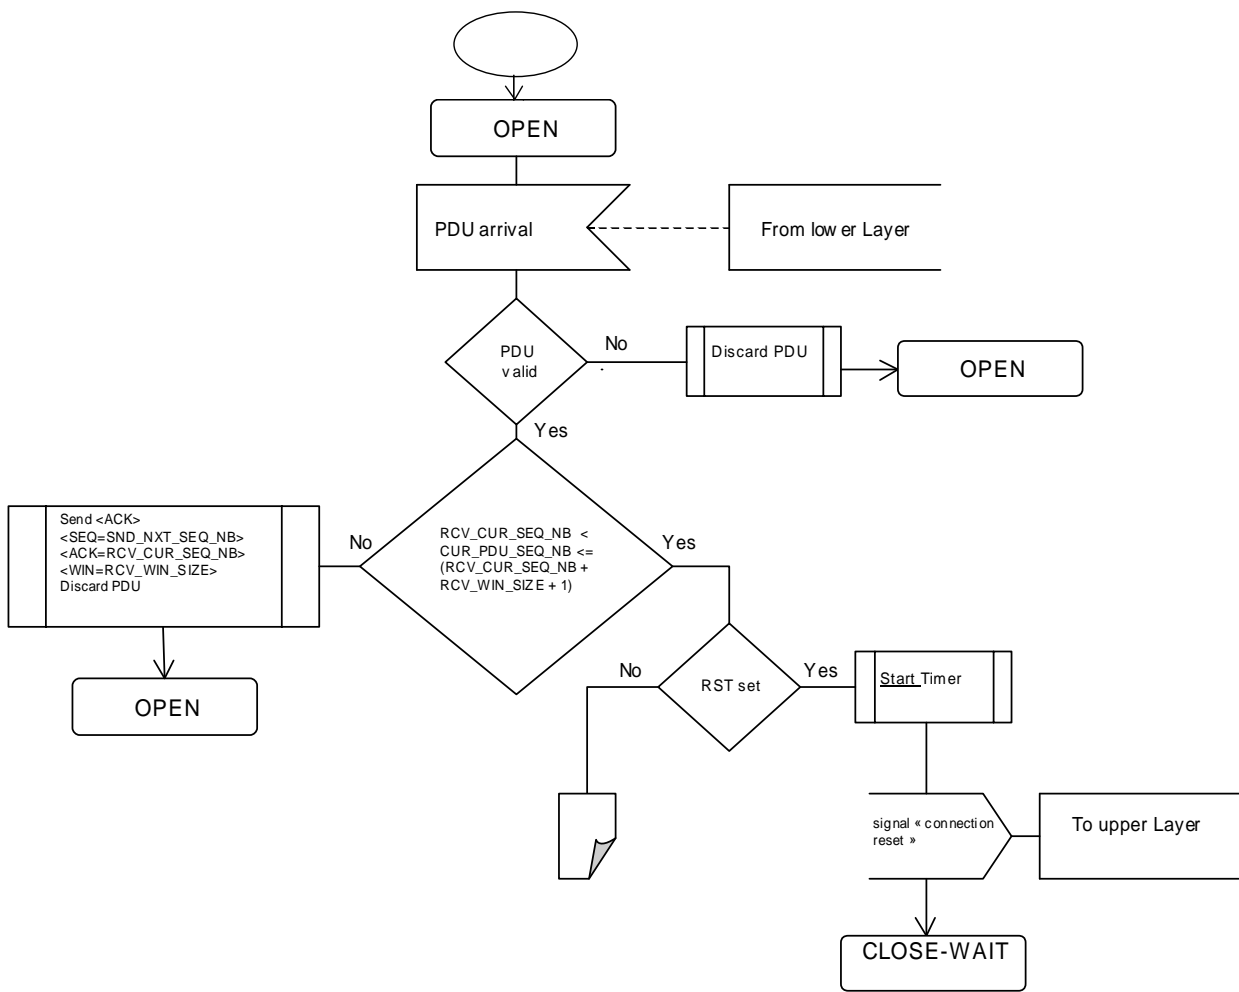 OPEN
PDU arrival
From lower Layer
PDU
valid
No
Discard PDU
OPEN
Yes
Send <ACK>
<SEQ=SND_NXT_SEQ_NB>
<ACK=RCV_CUR_SEQ_NB>
<WIN=RCV_WIN_SIZE>
Discard PDU
No
RCV_CUR_SEQ_NB <
CUR_PDU_SEQ_NB <=
(RCV_CUR_SEQ_NB +
RCV_WIN_SIZE + 1)
Yes
OPEN
No
RST set
Yes
Start Timer
signal « connection
reset »
To upper Layer
CLOSE-WAIT